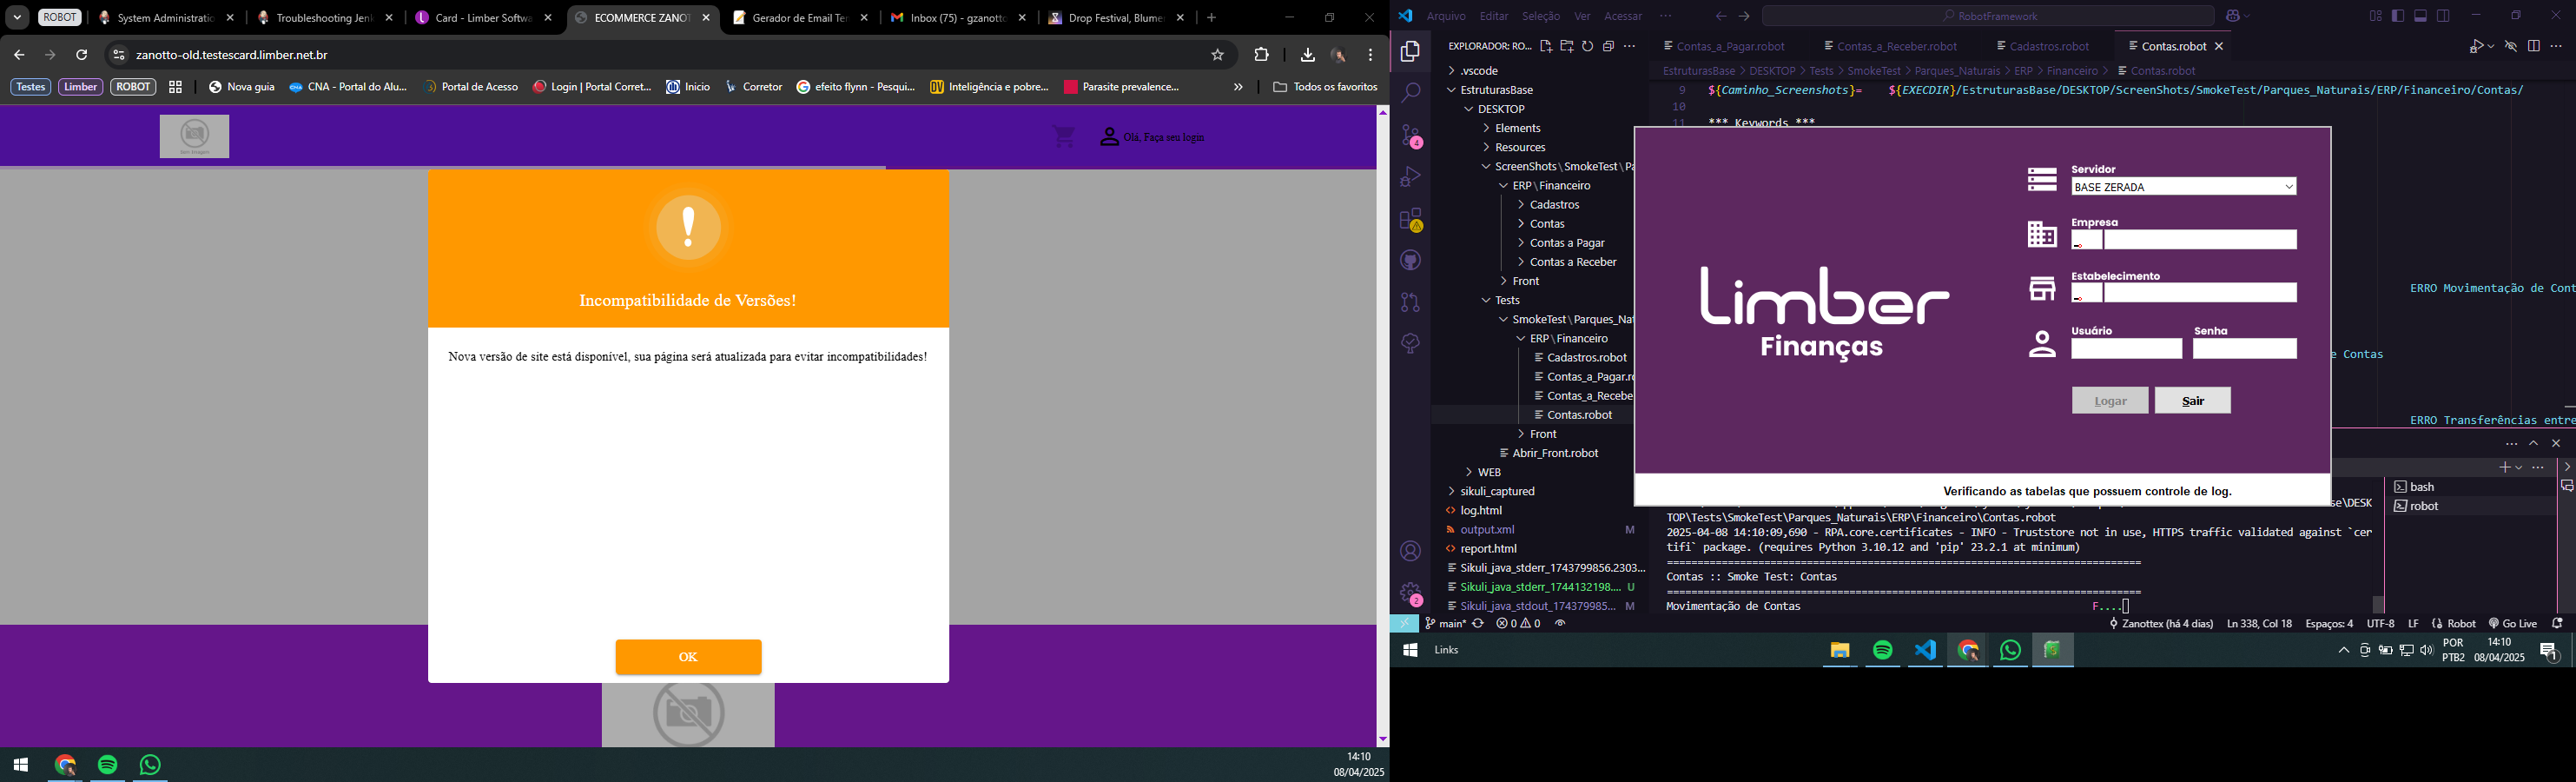 ROBOT
System Administratio
Troubleshooting Jenk
Card - Limber Softwa
ECOMMERCE ZANOT
Gerador de Email Tem
Inbox (75) - gzanotto
Drop Festival, Blumen
zanotto-old.testescard.limber.net.br
Testes
Limber
ROBOT
Nova guia
CNA - Portal do Alu...
Portal de Acesso
Login | Portal Corret...
Inicio
Corretor
efeito flynn - Pesqui...
Inteligência e pobre...
Parasite prevalence...
»
Todos os favoritos
Olá, Faça seu login
Incompatibilidade de Versões!
Nova versão de site está disponível, sua página será atualizada para evitar incompatibilidades!
OK
14:10
08/04/2025
Arquivo
Editar
Seleção
Ver
Acessar
...
RobotFramework
EXPLORADOR: RO...
.vscode
EstruturasBase
DESKTOP
Elements
Resources
ScreenShots\SmokeTest\Pa
ERP\Financeiro
Cadastros
Contas
Contas a Pagar
Contas a Receber
Front
Tests
SmokeTest\Parques_Nat
ERP\Financeiro
Cadastros.robot
Contas_a_Pagar.ro
Contas_a_Recebe
Contas.robot
Front
Abrir_Front.robot
WEB
sikuli_captured
log.html
output.xml M
report.html
Sikuli_java_stderr_1743799856.2303...
Sikuli_java_stderr_1744132198.... U
Sikuli_java_stdout_174379985... M
Contas_a_Pagar.robot
Contas_a_Receber.robot
Cadastros.robot
Contas.robot
EstruturasBase > DESKTOP > Tests > SmokeTest > Parques_Naturais > ERP > Financeiro > Contas.robot
9 ${Caminho_Screenshots}= ${EXECDIR}/EstruturasBase/DESKTOP/ScreenShots/SmokeTest/Parques_Naturais/ERP/Financeiro/Contas/
10
11 *** Keywords ***
ERRO Movimentação de Cont
e Contas
ERRO Transferências entre
Limber
Finanças
Servidor
BASE ZERADA
Empresa
Estabelecimento
Usuário
Senha
Logar
Sair
Verificando as tabelas que possuem controle de log.
bash
robot
se\DESK
TOP\Tests\SmokeTest\Parques_Naturais\ERP\Financeiro\Contas.robot
2025-04-08 14:10:09,690 - RPA.core.certificates - INFO - Truststore not in use, HTTPS traffic validated against `cer
tifi` package. (requires Python 3.10.12 and 'pip' 23.2.1 at minimum)
==============================================================================
Contas :: Smoke Test: Contas
==============================================================================
Movimentação de Contas F....
main*
0
0
Zanottex (há 4 dias)
Ln 338, Col 18
Espaços: 4
UTF-8
LF
Robot
Go Live
Links
POR
PTB2
14:10
08/04/2025
1